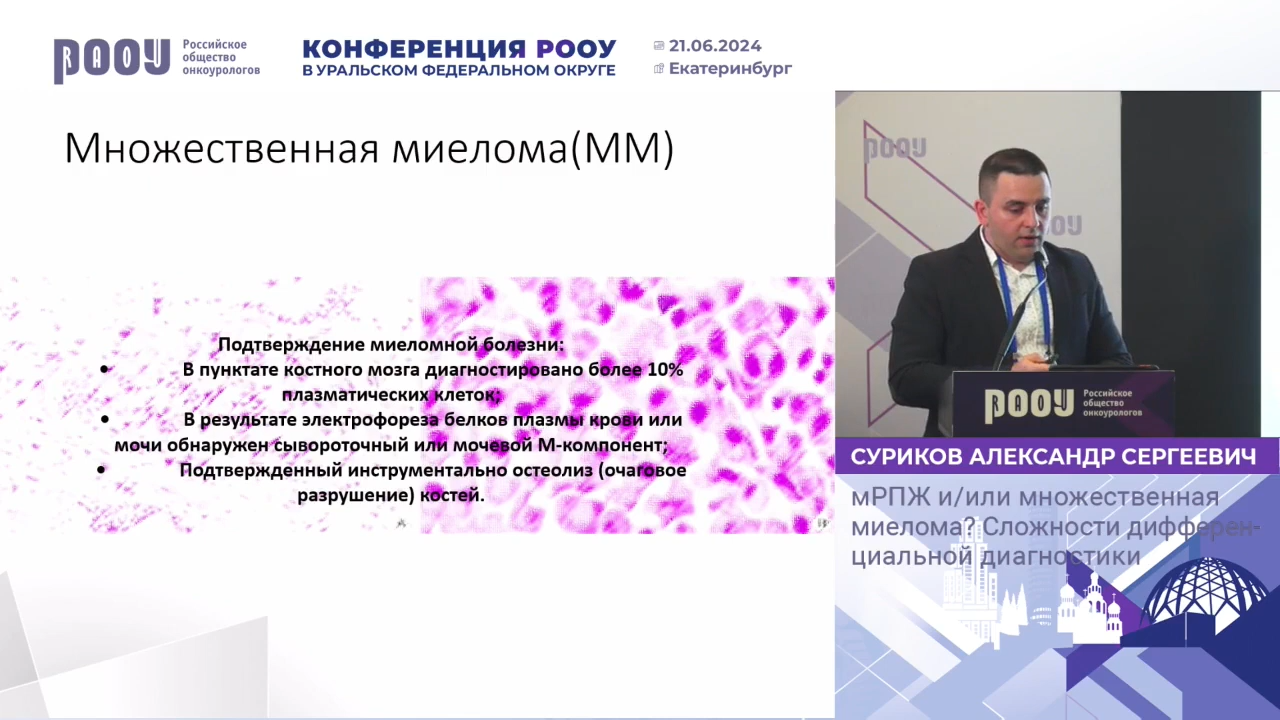 РООУ
RAOU
Российское
общество
онкоурологов
КОНФЕРЕНЦИЯ РООУ
В УРАЛЬСКОМ ФЕДЕРАЛЬНОМ ОКРУГЕ
21.06.2024
Екатеринбург
Множественная миелома(ММ)
Подтверждение миеломной болезни:
• В пунктате костного мозга диагностировано более 10%
плазматических клеток;
• В результате электрофореза белков плазмы крови или
мочи обнаружен сывороточный или мочевой М-компонент;
• Подтвержденный инструментально остеолиз (очаговое
разрушение) костей.
РООУ
РООУ
РООУ
RAOU
Российское
общество
онкоурологов
СУРИКОВ АЛЕКСАНДР СЕРГЕЕВИЧ
мРПЖ и/или множественная
миелома? Сложности дифферен-
циальной диагностики